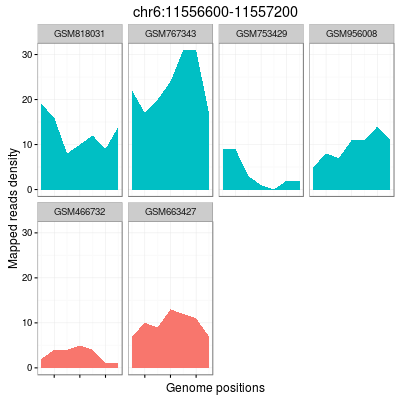 chr6:11556600-11557200
GSM818031 GSM767343 GSM753429 GSM956008
30
20
10
0
Mapped reads density
GSM466732 GSM663427
30
20
10
0
Genome positions